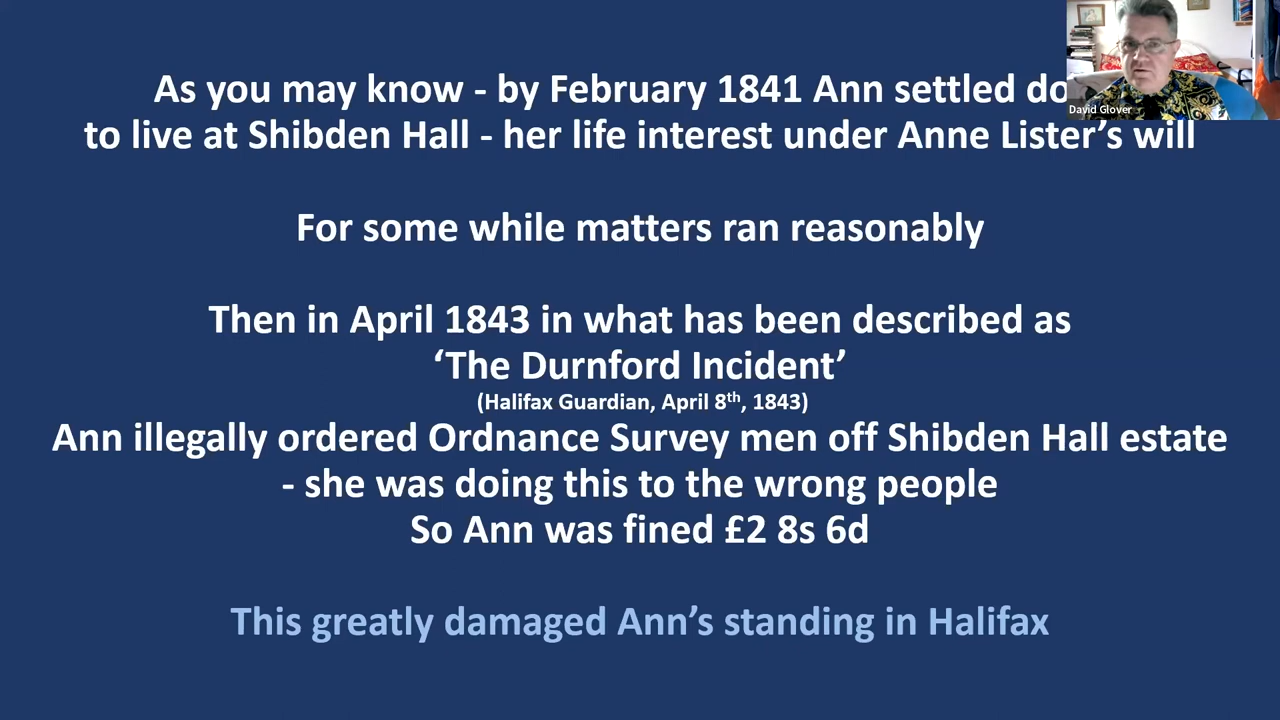 As you may know - by February 1841 Ann settled do
David Glover
to live at Shibden Hall - her life interest under Anne Lister’s will
For some while matters ran reasonably
Then in April 1843 in what has been described as
‘The Durnford Incident’
(Halifax Guardian, April 8th, 1843)
Ann illegally ordered Ordnance Survey men off Shibden Hall estate
- she was doing this to the wrong people
So Ann was fined £2 8s 6d
This greatly damaged Ann’s standing in Halifax